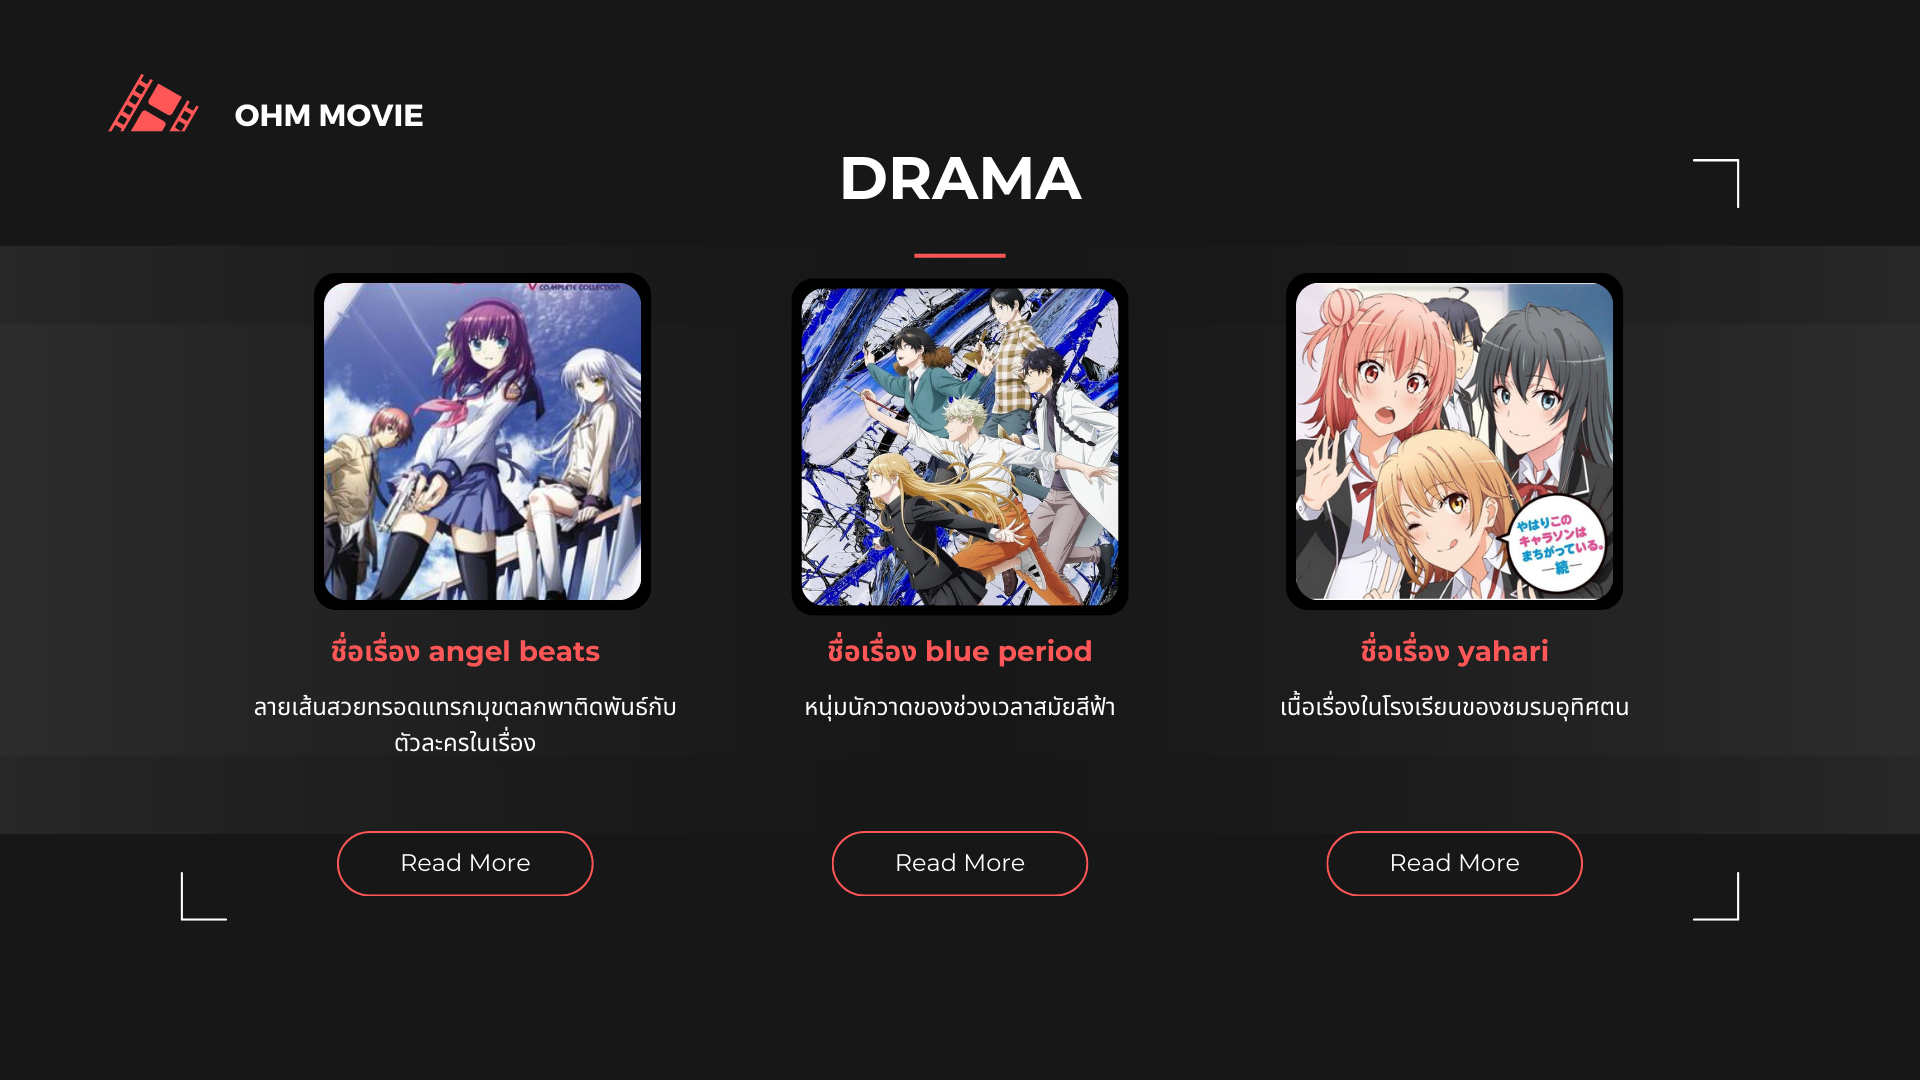 OHM MOVIE
DRAMA
COMPLETE COLLECTION
やはりこの
キャラソンは
まちがっている。
―続―
ชื่อเรื่อง angel beats
ลายเส้นสวยทรอดแทรกมุขตลกพาติดพันธ์กับ
ตัวละครในเรื่อง
Read More
ชื่อเรื่อง blue period
หนุ่มนักวาดของช่วงเวลาสมัยสีฟ้า
Read More
ชื่อเรื่อง yahari
เนื้อเรื่องในโรงเรียนของชมรมอุทิศตน
Read More